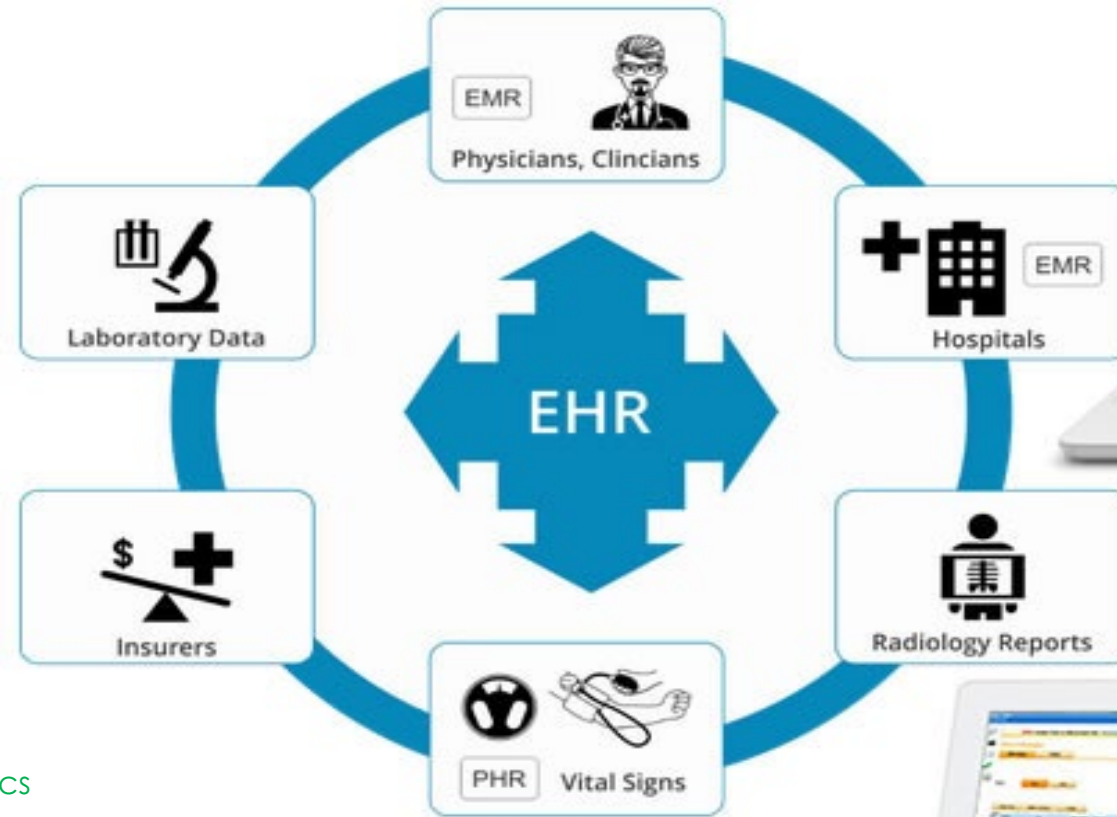 EMR
Physicians, Clincians
Laboratory Data
EMR
Hospitals
EHR
$
Insurers
Radiology Reports
PHR
Vital Signs
CS